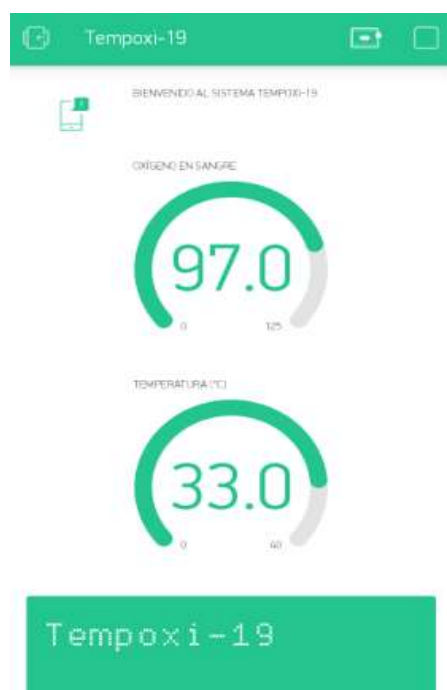 Tempoxi-19
BIENVENIDO AL SISTEMA TEMPOXI-19
OXÍGENO EN SANGRE
97.0
0 125
TEMPERATURA (°C)
33.0
0 40
Tempoxi-19